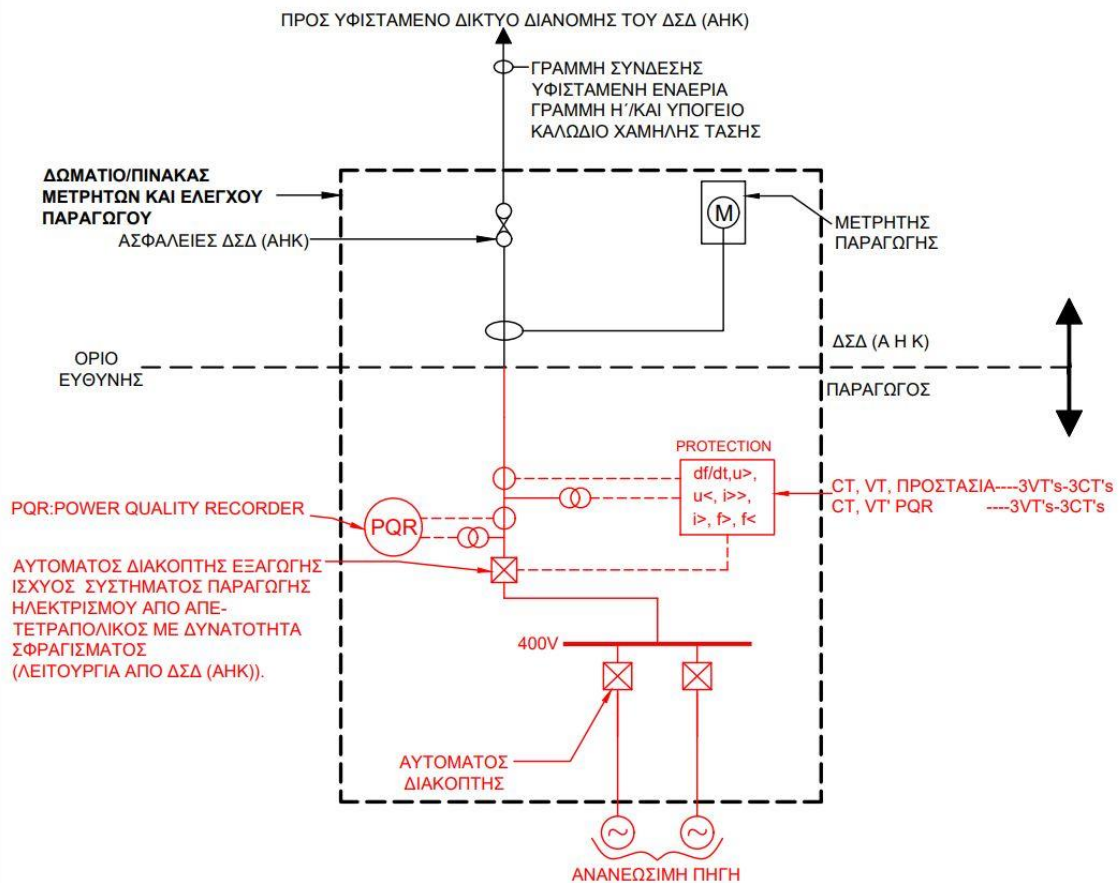 ΠΡΟΣ ΥΦΙΣΤΑΜΕΝΟ ΔΙΚΤΥΟ ΔΙΑΝΟΜΗΣ ΤΟΥ ΔΣΔ (ΑΗΚ)
ΓΡΑΜΜΗ ΣΥΝΔΕΣΗΣ
ΥΦΙΣΤΑΜΕΝΗ ΕΝΑΕΡΙΑ
ΓΡΑΜΜΗ Η΄/ΚΑΙ ΥΠΟΓΕΙΟ
ΚΑΛΩΔΙΟ ΧΑΜΗΛΗΣ ΤΑΣΗΣ
ΔΩΜΑΤΙΟ/ΠΙΝΑΚΑΣ
ΜΕΤΡΗΤΩΝ ΚΑΙ ΕΛΕΓΧΟΥ
ΠΑΡΑΓΩΓΟΥ
ΑΣΦΑΛΕΙΕΣ ΔΣΔ (ΑΗΚ)
M
ΜΕΤΡΗΤΗΣ
ΠΑΡΑΓΩΓΗΣ
ΟΡΙΟ
ΕΥΘΥΝΗΣ
ΔΣΔ (Α Η Κ)
ΠΑΡΑΓΩΓΟΣ
PROTECTION
df/dt,u>,
u<, i>>,
i>, f>, f<
CT, VT, ΠΡΟΣΤΑΣΙΑ----3VT's-3CT's
CT, VT' PQR ----3VT's-3CT's
PQR:POWER QUALITY RECORDER
PQR
ΑΥΤΟΜΑΤΟΣ ΔΙΑΚΟΠΤΗΣ ΕΞΑΓΩΓΗΣ
ΙΣΧΥΟΣ ΣΥΣΤΗΜΑΤΟΣ ΠΑΡΑΓΩΓΗΣ
ΗΛΕΚΤΡΙΣΜΟΥ ΑΠΟ ΑΠΕ-
ΤΕΤΡΑΠΟΛΙΚΟΣ ΜΕ ΔΥΝΑΤΟΤΗΤΑ
ΣΦΡΑΓΙΣΜΑΤΟΣ
(ΛΕΙΤΟΥΡΓΙΑ ΑΠΟ ΔΣΔ (ΑΗΚ)).
400V
ΑΥΤΟΜΑΤΟΣ
ΔΙΑΚΟΠΤΗΣ
ΑΝΑΝΕΩΣΙΜΗ ΠΗΓΗ